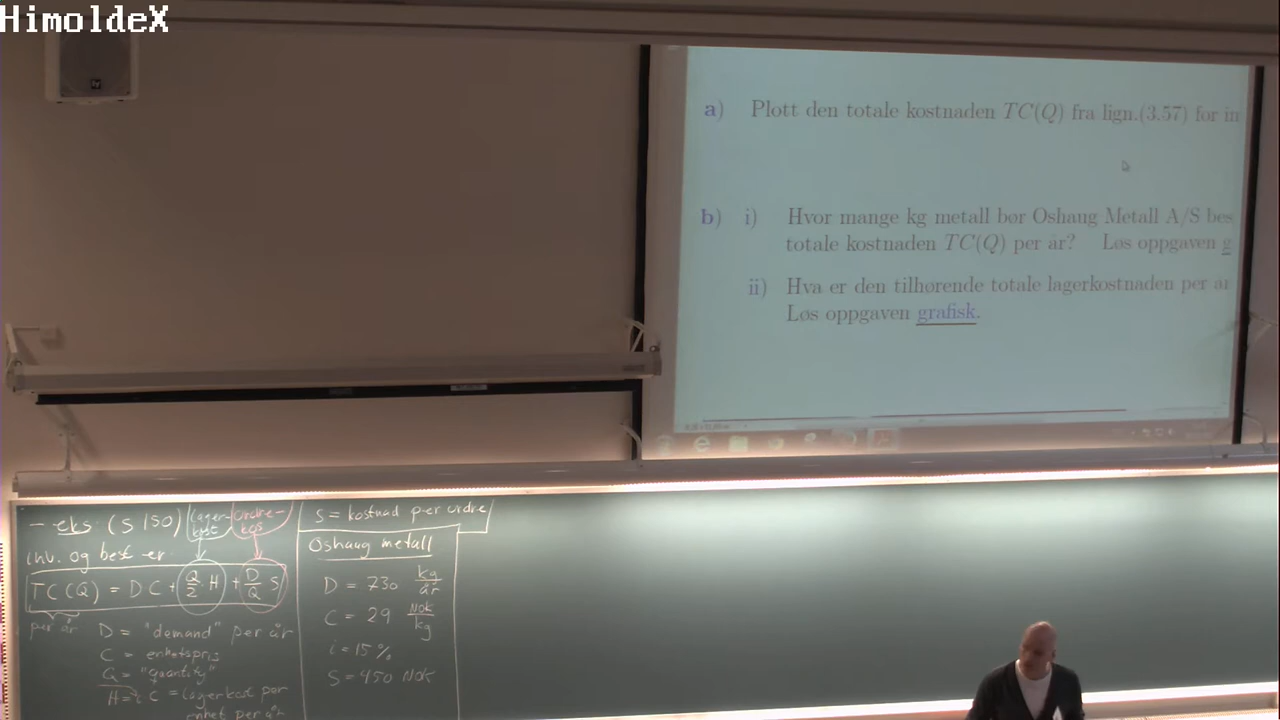 HimoldeX
a) Plott den totale kostnaden TC(Q) fra lign.(3.57) for in
b) i) Hvor mange kg metall bør Oshaug Metall A/S bes
totale kostnaden TC(Q) per år? Løs oppgaven g
ii) Hva er den tilhørende totale lagerkostnaden per år
Løs oppgaven grafisk.
- eks (S 150)
Lager-
kost
Ordre-
kos
inv. og best er
TC(Q) = DC + Q/2 · H + D/Q S
per år
D = "demand" per år
C = enhetspris
Q = "quantity"
H = i C = lagerkost per
enhet per år
S = kostnad per ordre
Oshaug metall
D = 730 kg/år
C = 29 NOK/kg
i = 15 %
S = 450 NOK